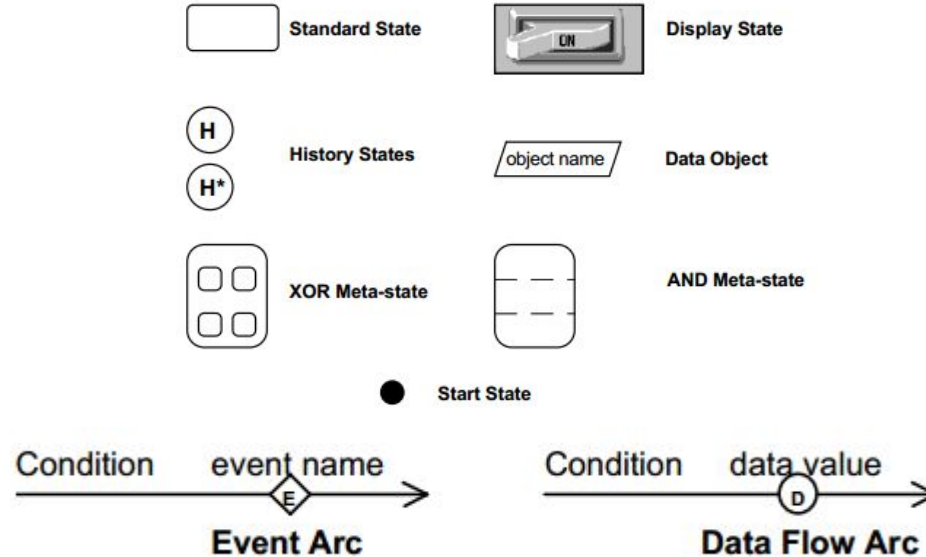 Standard State
ON
Display State
H
H*
History States
object name
Data Object
XOR Meta-state
AND Meta-state
Start State
Condition event name
E
Event Arc
Condition data value
D
Data Flow Arc